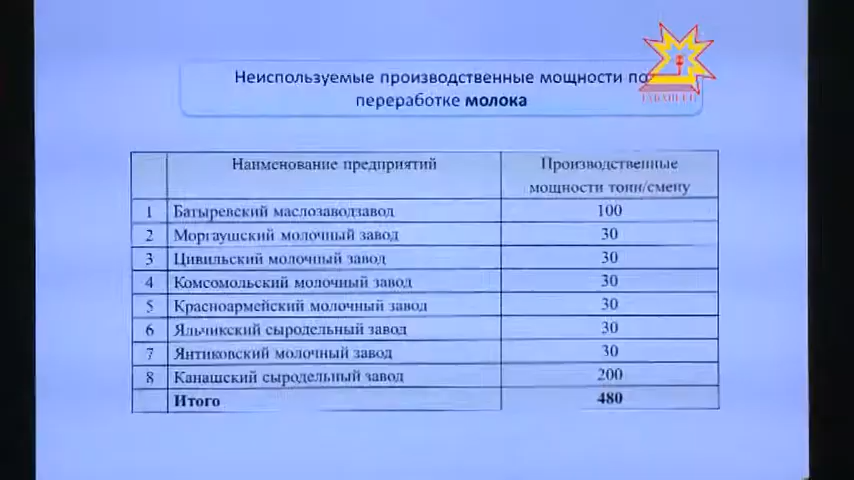 Неиспользуемые производственные мощности по
переработке молока
Наименование предприятий
Производственные
мощности тонн/смену
1 Батыревский маслозаводзавод 100
2 Моргаушский молочный завод 30
3 Цивильский молочный завод 30
4 Комсомольский молочный завод 30
5 Красноармейский молочный завод 30
6 Яльчикский сыродельный завод 30
7 Янтиковский молочный завод 30
8 Канашский сыродельный завод 200
Итого 480